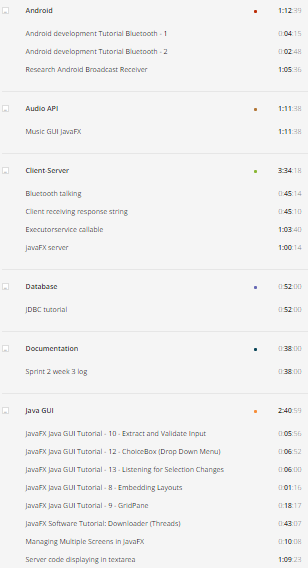 Android 1:12:39
Android development Tutorial Bluetooth - 1 0:04:15
Android development Tutorial Bluetooth - 2 0:02:48
Research Android Broadcast Receiver 1:05:36
Audio API 1:11:38
Music GUI JavaFX 1:11:38
Client-Server 3:34:18
Bluetooth talking 0:45:14
Client receiving response string 0:45:10
Executorservice callable 1:03:40
JavaFX server 1:00:14
Database 0:52:00
JDBC tutorial 0:52:00
Documentation 0:38:00
Sprint 2 week 3 log 0:38:00
Java GUI 2:40:59
JavaFX Java GUI Tutorial - 10 - Extract and Validate Input 0:05:56
JavaFX Java GUI Tutorial - 12 - ChoiceBox (Drop Down Menu) 0:06:52
JavaFX Java GUI Tutorial - 13 - Listening for Selection Changes 0:06:00
JavaFX Java GUI Tutorial - 8 - Embedding Layouts 0:01:16
JavaFX Java GUI Tutorial - 9 - GridPane 0:18:17
JavaFX Software Tutorial: Downloader (Threads) 0:43:07
Managing Multiple Screens in JavaFX 0:10:08
Server code displaying in textarea 1:09:23